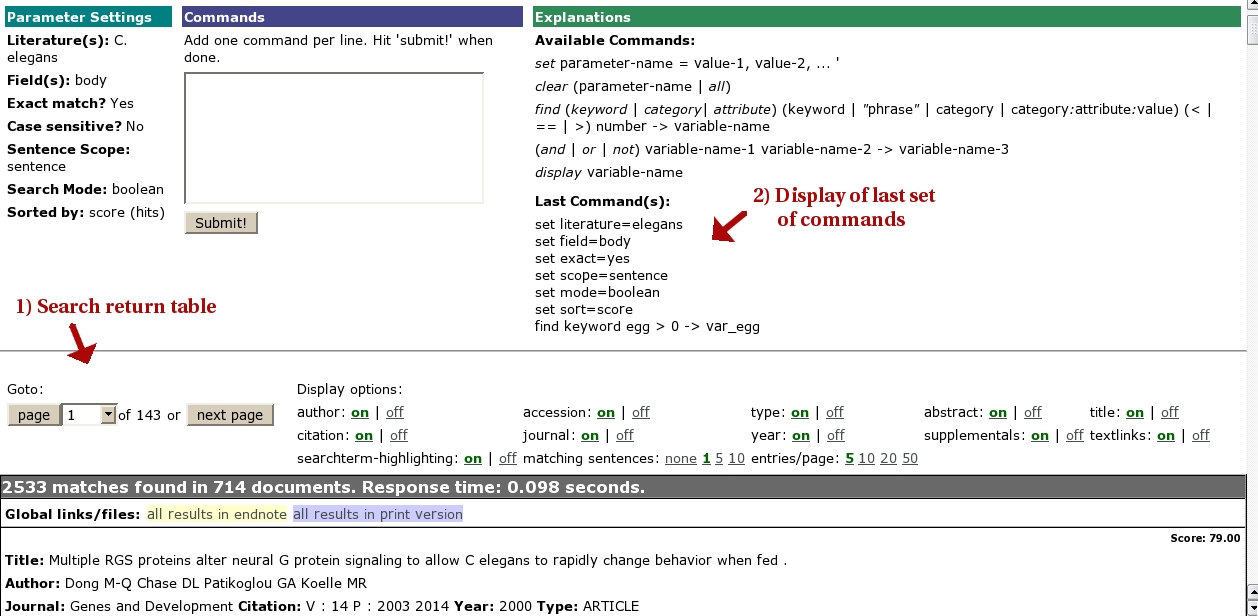 Parameter Settings
Literature(s): C.
elegans
Field(s): body
Exact match? Yes
Case sensitive? No
Sentence Scope:
sentence
Search Mode: boolean
Sorted by: score (hits)
Commands
Add one command per line. Hit 'submit!' when
done.
Submit!
Explanations
Available Commands:
set parameter-name = value-1, value-2, ... '
clear (parameter-name | all)
find (keyword | category| attribute) (keyword | "phrase" | category | category:attribute:value) (< |
== | >) number -> variable-name
(and | or | not) variable-name-1 variable-name-2 -> variable-name-3
display variable-name
Last Command(s):
set literature=elegans
set field=body
set exact=yes
set scope=sentence
set mode=boolean
set sort=score
find keyword egg > 0 -> var_egg
2) Display of last set
of commands
1) Search return table
Goto:
page 1 of 143 or next page
Display options:
author: on | off accession: on | off type: on | off abstract: on | off title: on | off
citation: on | off journal: on | off year: on | off supplementals: on | off textlinks: on | off
searchterm-highlighting: on | off matching sentences: none 1 5 10 entries/page: 5 10 20 50
2533 matches found in 714 documents. Response time: 0.098 seconds.
Global links/files: all results in endnote all results in print version
Score: 79.00
Title: Multiple RGS proteins alter neural G protein signaling to allow C elegans to rapidly change behavior when fed .
Author: Dong M-Q Chase DL Patikoglou GA Koelle MR
Journal: Genes and Development Citation: V : 14 P : 2003 2014 Year: 2000 Type: ARTICLE